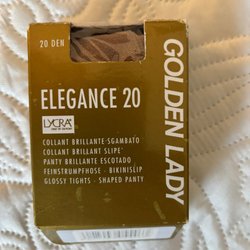 20 DEN
ELEGANCE 20
LYCRA
COLLANT BRILLANTE·SGAMBATO
COLLANT BRILLANT SLIPE
PANTY BRILLANTE ESCOTADO
FEINSTRUMPFHOSE · BIKINISLIP
GLOSSY TIGHTS - SHAPED PANTY
GOLDEN LADY